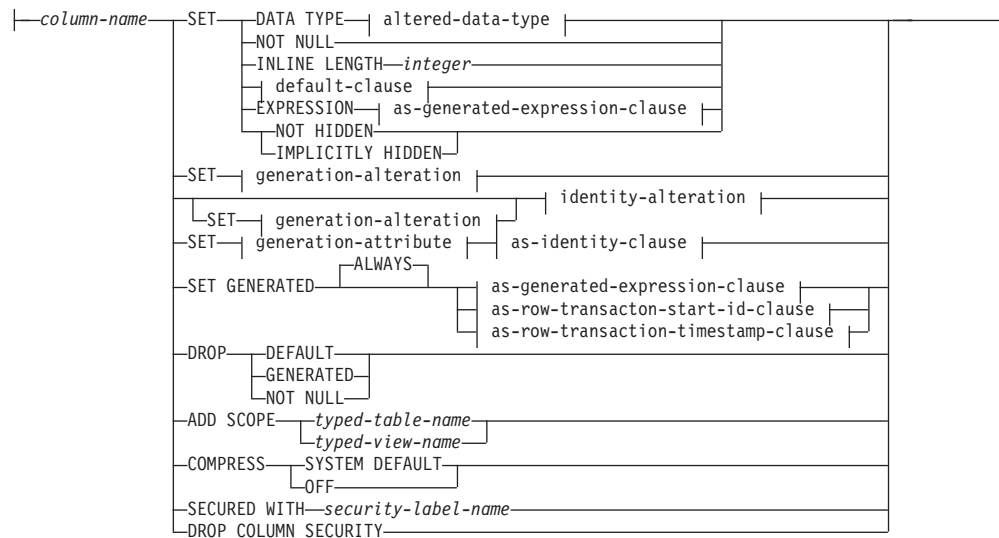 column-name SET DATA TYPE altered-data-type
NOT NULL
INLINE LENGTH integer
default-clause
EXPRESSION as-generated-expression-clause
NOT HIDDEN
IMPLICITLY HIDDEN
SET generation-alteration
identity-alteration
SET generation-alteration
SET generation-attribute as-identity-clause
ALWAYS
SET GENERATED as-generated-expression-clause
as-row-transacton-start-id-clause
as-row-transaction-timestamp-clause
DROP DEFAULT
GENERATED
NOT NULL
ADD SCOPE typed-table-name
typed-view-name
COMPRESS SYSTEM DEFAULT
OFF
SECURED WITH security-label-name
DROP COLUMN SECURITY